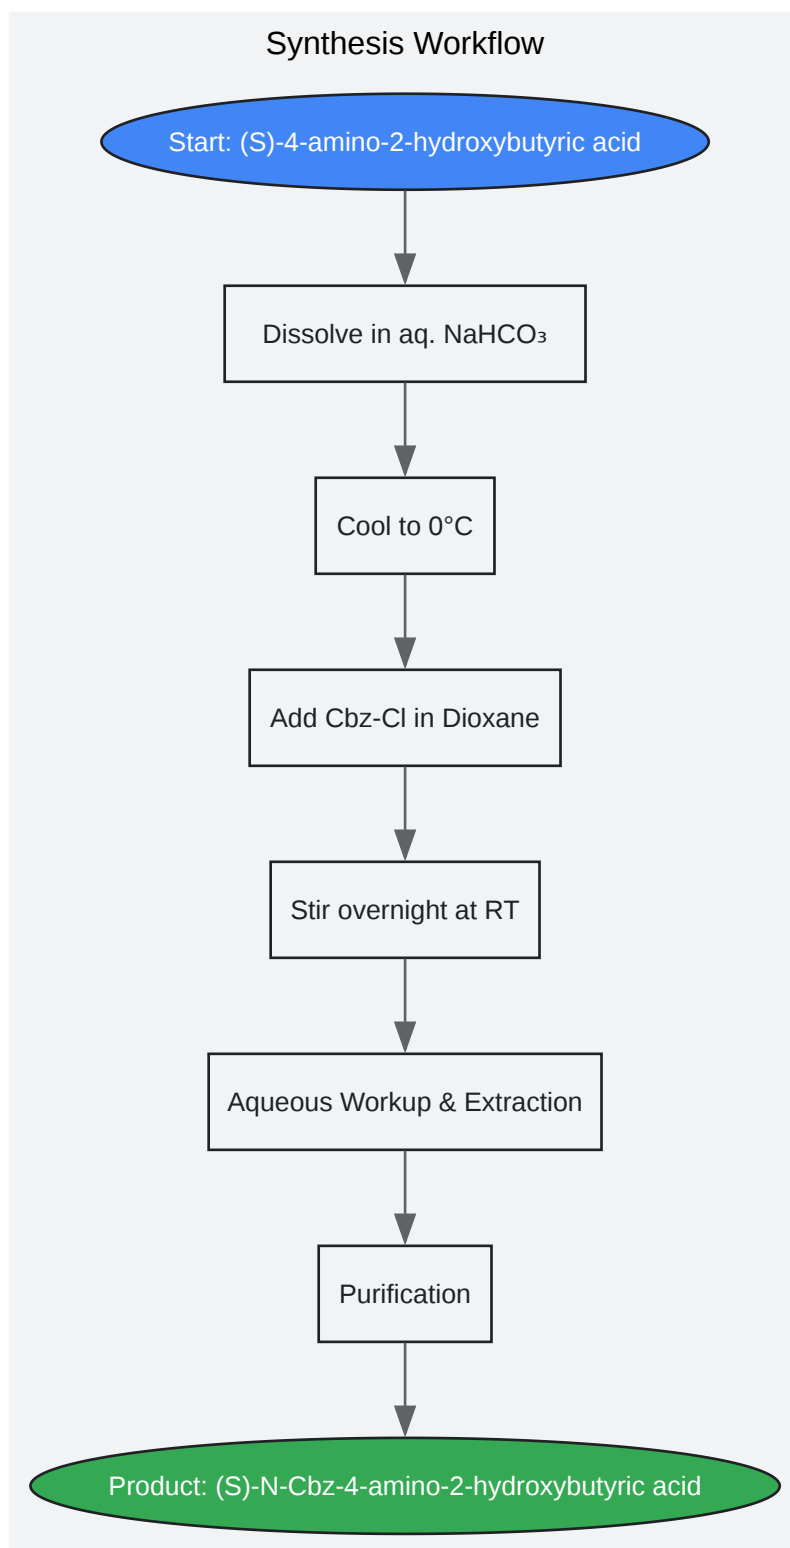 Synthesis Workflow
Start: (S)-4-amino-2-hydroxybutyric acid
Dissolve in aq. NaHCO₃
Cool to 0°C
Add Cbz-Cl in Dioxane
Stir overnight at RT
Aqueous Workup & Extraction
Purification
Product: (S)-N-Cbz-4-amino-2-hydroxybutyric acid